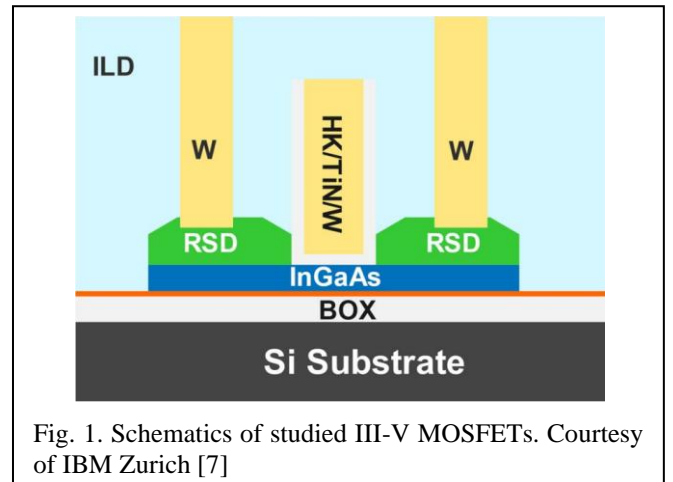 ILD
W
HK/TiN/W
W
RSD
RSD
InGaAs
BOX
Si Substrate
Fig. 1. Schematics of studied III-V MOSFETs. Courtesy
of IBM Zurich [7]